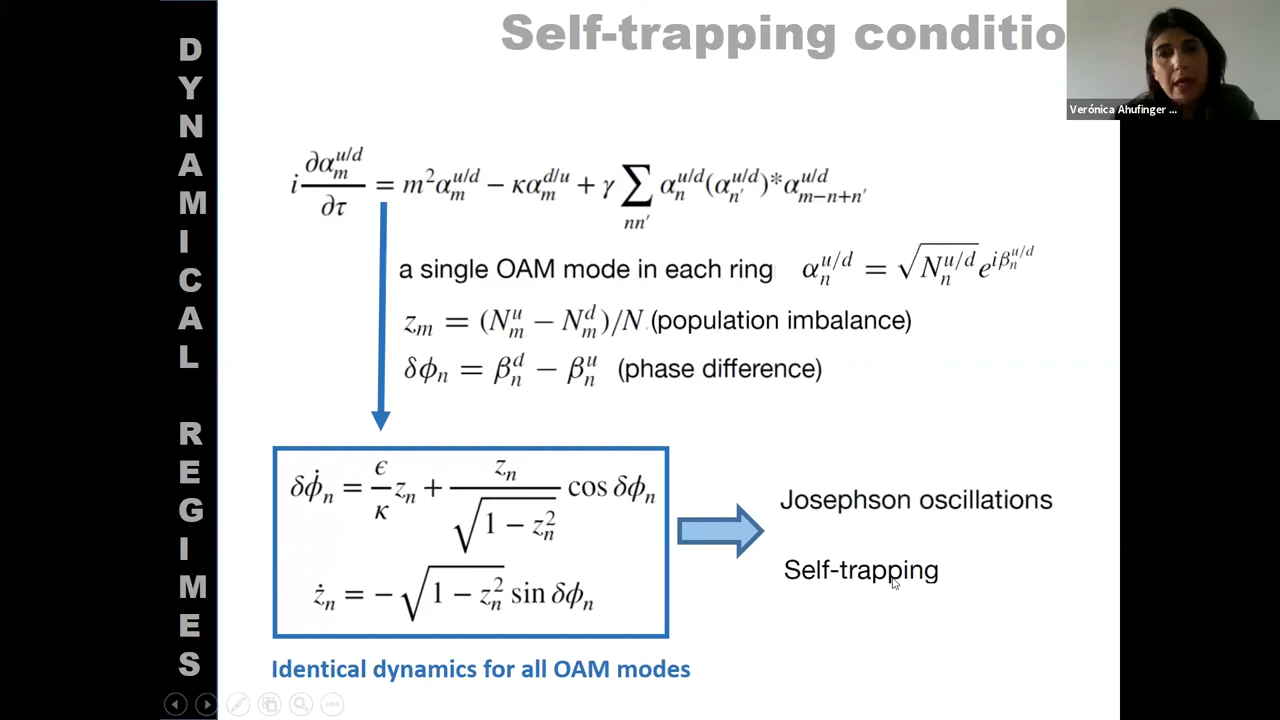 Self-trapping conditio
Verónica Ahufinger ...
DYNAMICAL REGIMES
i ∂α_m^{u/d}/∂τ = m²α_m^{u/d} − κα_m^{d/u} + γ ∑_{nn'} α_n^{u/d}(α_{n'}^{u/d})*α_{m−n+n'}^{u/d}
a single OAM mode in each ring α_n^{u/d} = √(N_n^{u/d}) e^{iβ_n^{u/d}}
z_m = (N_m^u − N_m^d)/N (population imbalance)
δϕ_n = β_n^d − β_n^u (phase difference)
δϕ̇_n = ϵ/κ z_n + z_n/√(1 − z_n²) cos δϕ_n
Josephson oscillations
Self-trapping
ż_n = −√(1 − z_n²) sin δϕ_n
Identical dynamics for all OAM modes